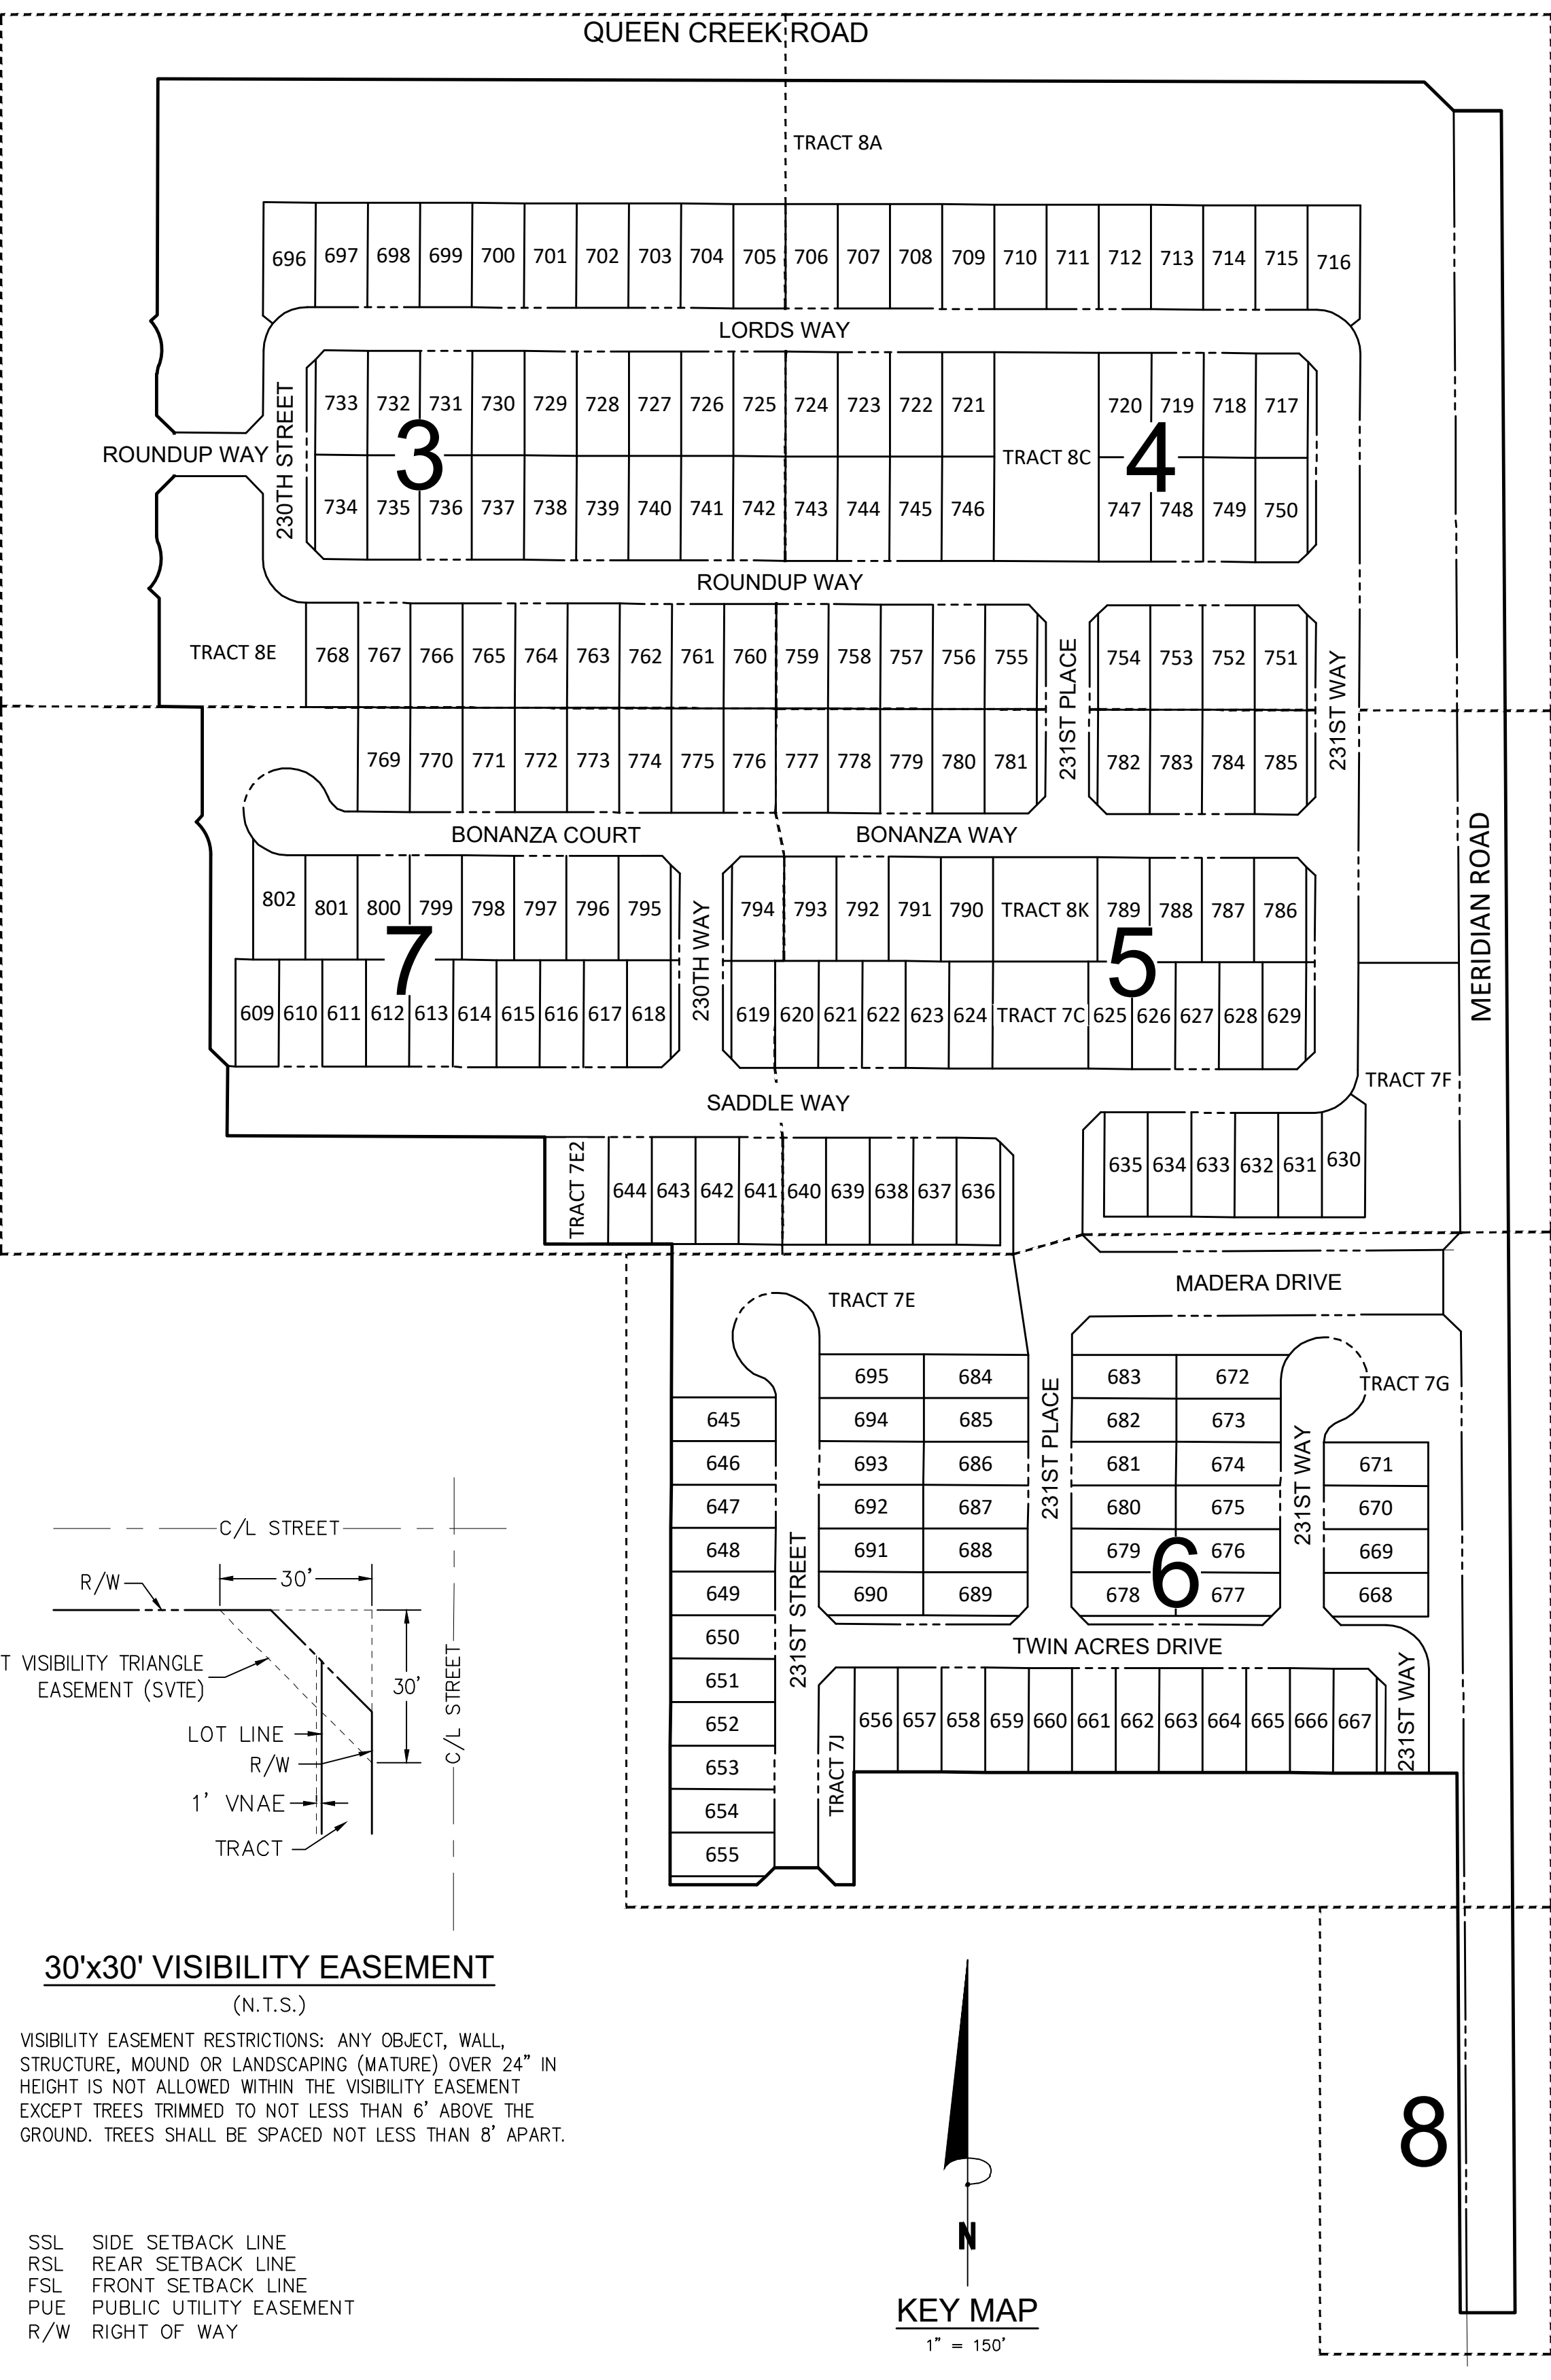 QUEEN CREEK ROAD
TRACT 8A
696 697 698 699 700 701 702 703 704 705 706 707 708 709 710 711 712 713 714 715 716
LORDS WAY
733 732 731 730 729 728 727 726 725 724 723 722 721 720 719 718 717
3
4
ROUNDUP WAY
230TH STREET
TRACT 8C
734 735 736 737 738 739 740 741 742 743 744 745 746 747 748 749 750
ROUNDUP WAY
TRACT 8E
768 767 766 765 764 763 762 761 760 759 758 757 756 755 754 753 752 751
231ST PLACE
231ST WAY
769 770 771 772 773 774 775 776 777 778 779 780 781 782 783 784 785
BONANZA COURT
BONANZA WAY
MERIDIAN ROAD
802 801 800 799 798 797 796 795 794 793 792 791 790 TRACT 8K 789 788 787 786
7
5
230TH WAY
609 610 611 612 613 614 615 616 617 618 619 620 621 622 623 624 TRACT 7C 625 626 627 628 629
SADDLE WAY
TRACT 7F
TRACT 7E2
644 643 642 641 640 639 638 637 636
635 634 633 632 631 630
MADERA DRIVE
TRACT 7E
695 684 683 672
TRACT 7G
645 694 685 682 673
646 693 686 681 674 671
647 692 687 680 675 670
648 691 688 679 676 669
649 690 689 678 677 668
6
231ST PLACE
231ST WAY
231ST STREET
650
TWIN ACRES DRIVE
651
652
653
654
655
656 657 658 659 660 661 662 663 664 665 666 667
TRACT 7J
231ST WAY
C/L STREET
R/W
30'
T VISIBILITY TRIANGLE
EASEMENT (SVTE)
30'
C/L STREET
LOT LINE
R/W
1' VNAE
TRACT
30'x30' VISIBILITY EASEMENT
(N.T.S.)
VISIBILITY EASEMENT RESTRICTIONS: ANY OBJECT, WALL,
STRUCTURE, MOUND OR LANDSCAPING (MATURE) OVER 24" IN
HEIGHT IS NOT ALLOWED WITHIN THE VISIBILITY EASEMENT
EXCEPT TREES TRIMMED TO NOT LESS THAN 6' ABOVE THE
GROUND. TREES SHALL BE SPACED NOT LESS THAN 8' APART.
8
SSL SIDE SETBACK LINE
RSL REAR SETBACK LINE
FSL FRONT SETBACK LINE
PUE PUBLIC UTILITY EASEMENT
R/W RIGHT OF WAY
N
KEY MAP
1" = 150'